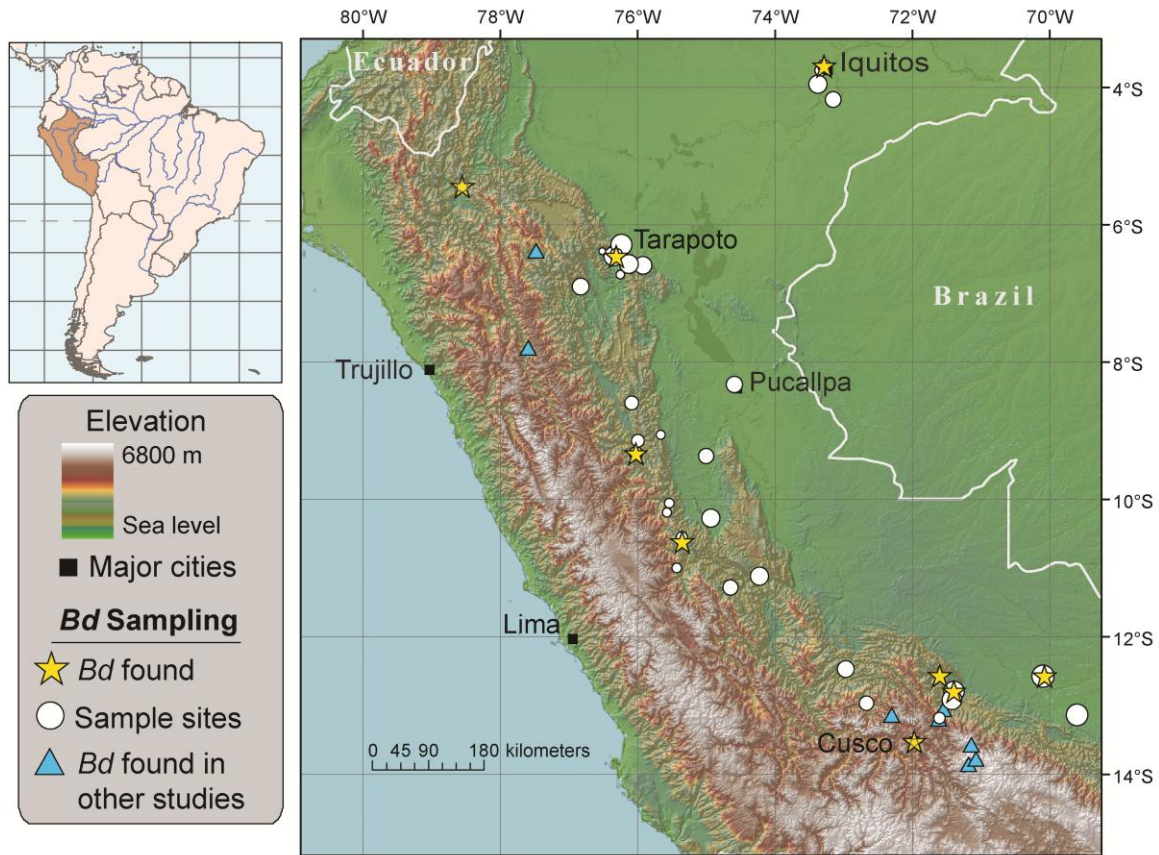 80°W 78°W 76°W 74°W 72°W 70°W
Ecuador
Iquitos
4°S
6°S
Tarapoto
Brazil
8°S
Trujillo
Pucallpa
10°S
Lima
12°S
Cusco
0 45 90 180 kilometers
14°S
Elevation
6800 m
Sea level
Major cities
Bd Sampling
Bd found
Sample sites
Bd found in
other studies